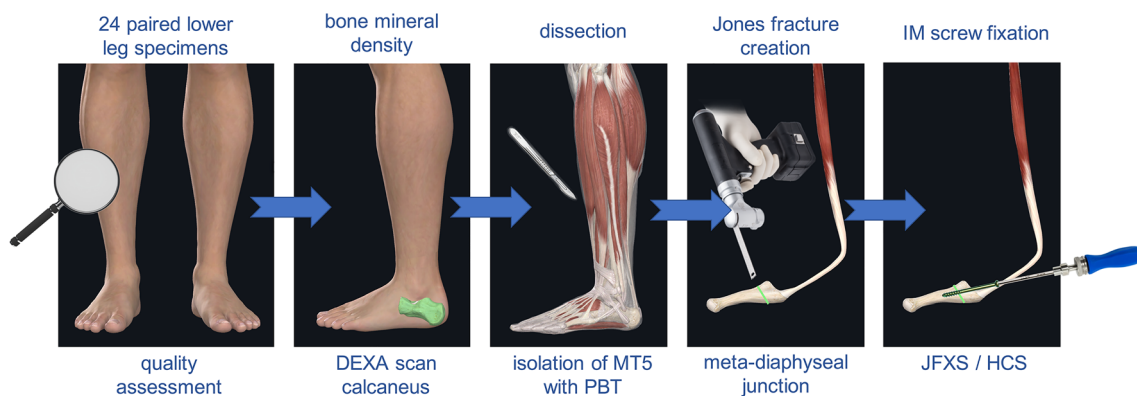 24 paired lower
leg specimens
bone mineral
density
dissection
Jones fracture
creation
IM screw fixation
quality
assessment
DEXA scan
calcaneus
isolation of MT5
with PBT
meta-diaphyseal
junction
JFXS / HCS